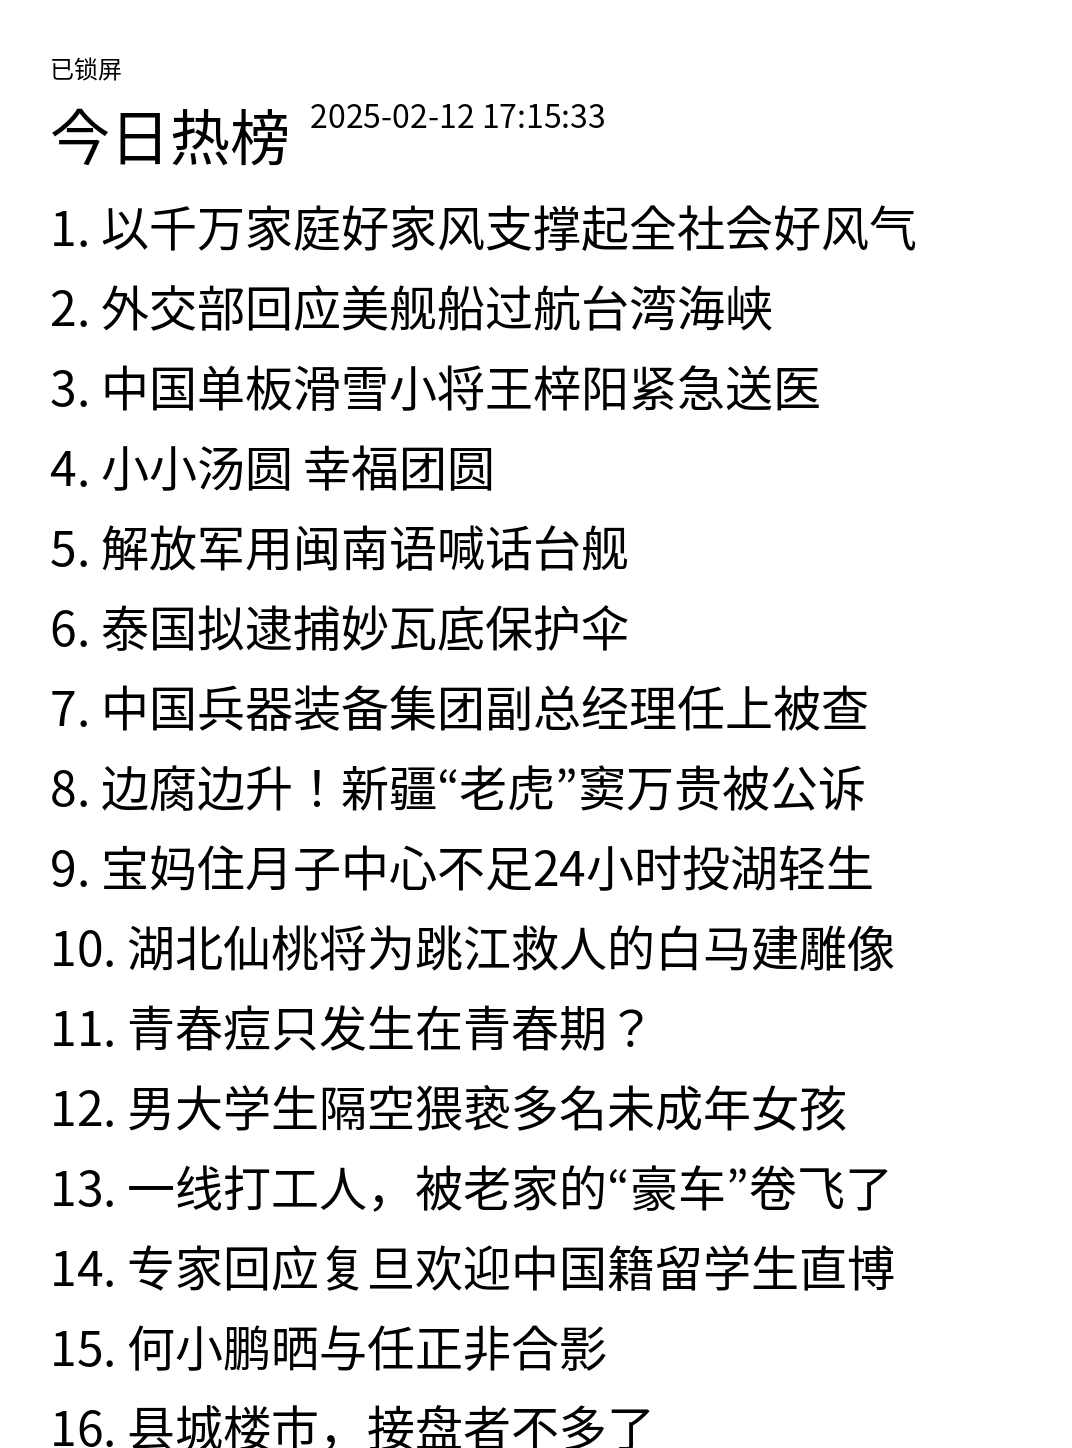 已锁屏
今日热榜 2025-02-12 17:15:33
1. 以千万家庭好家风支撑起全社会好风气
2. 外交部回应美舰船过航台湾海峡
3. 中国单板滑雪小将王梓阳紧急送医
4. 小小汤圆 幸福团圆
5. 解放军用闽南语喊话台舰
6. 泰国拟逮捕妙瓦底保护伞
7. 中国兵器装备集团副总经理任上被查
8. 边腐边升！新疆“老虎”窦万贵被公诉
9. 宝妈住月子中心不足24小时投湖轻生
10. 湖北仙桃将为跳江救人的白马建雕像
11. 青春痘只发生在青春期？
12. 男大学生隔空猥亵多名未成年女孩
13. 一线打工人，被老家的“豪车”卷飞了
14. 专家回应复旦欢迎中国籍留学生直博
15. 何小鹏晒与任正非合影
16. 县城楼市，接盘者不多了